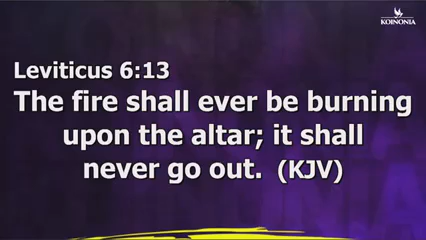 KOINONIA
Leviticus 6:13
The fire shall ever be burning
upon the altar; it shall
never go out. (KJV)